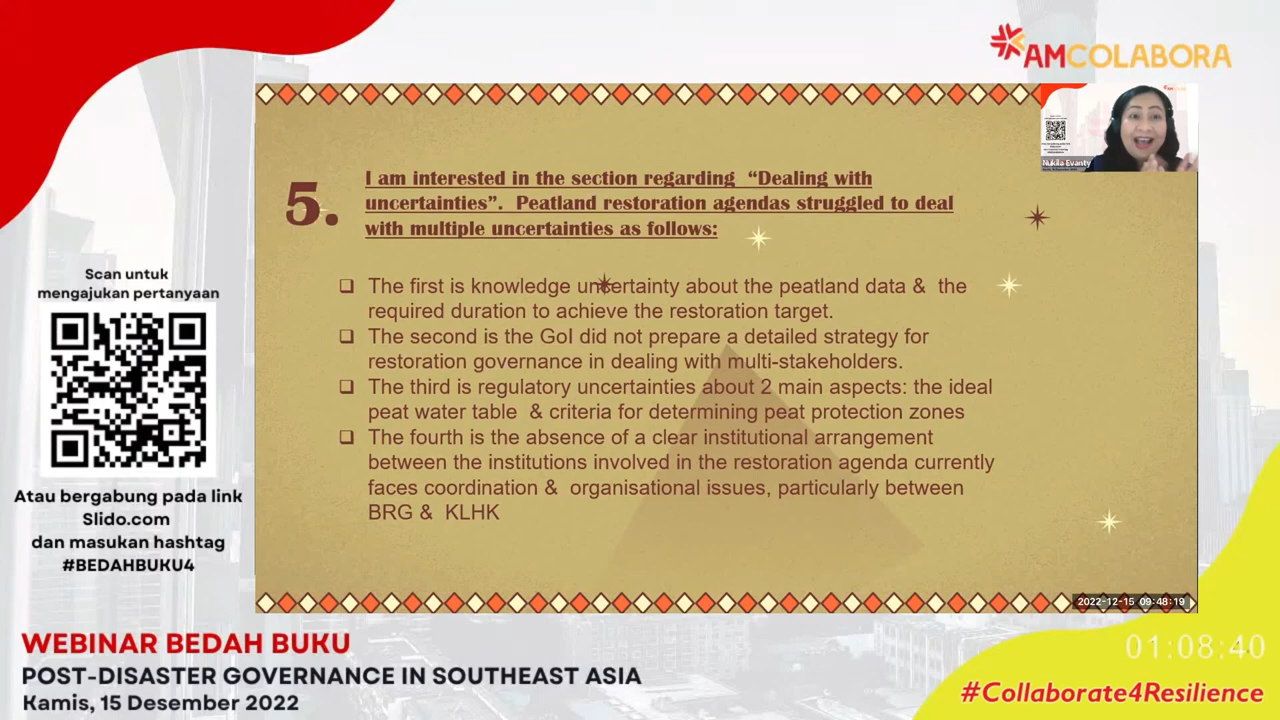 AMCOLABORA
Nukila Evanty
5.
I am interested in the section regarding “Dealing with
uncertainties”. Peatland restoration agendas struggled to deal
with multiple uncertainties as follows:
The first is knowledge uncertainty about the peatland data & the
required duration to achieve the restoration target.
The second is the GoI did not prepare a detailed strategy for
restoration governance in dealing with multi-stakeholders.
The third is regulatory uncertainties about 2 main aspects: the ideal
peat water table & criteria for determining peat protection zones
The fourth is the absence of a clear institutional arrangement
between the institutions involved in the restoration agenda currently
faces coordination & organisational issues, particularly between
BRG & KLHK
Scan untuk
mengajukan pertanyaan
Atau bergabung pada link
Slido.com
dan masukan hashtag
#BEDAHBUKU4
2022-12-15 09:48:19
WEBINAR BEDAH BUKU
POST-DISASTER GOVERNANCE IN SOUTHEAST ASIA
Kamis, 15 Desember 2022
01:08:40
#Collaborate4Resilience